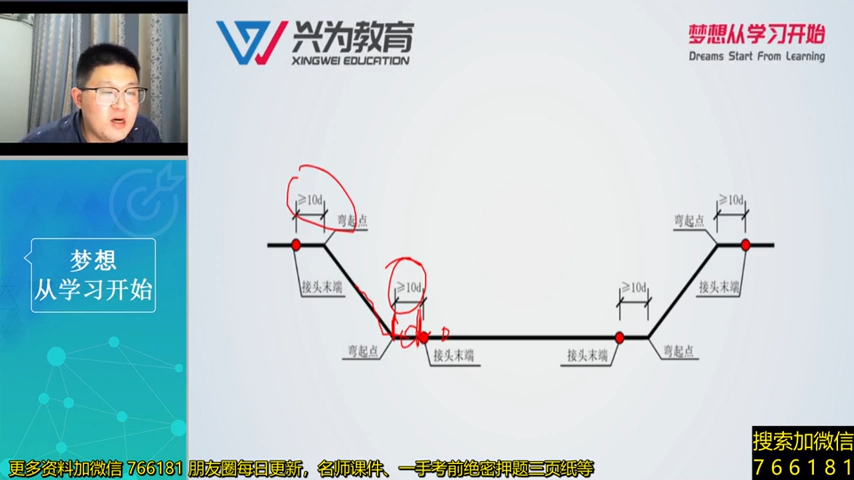 兴为教育
XINGWEI EDUCATION
梦想从学习开始
Dreams Start From Learning
≥10d
弯起点
接头末端
≥10d
弯起点
接头末端
≥10d
弯起点
接头末端
≥10d
弯起点
接头末端
梦想
从学习开始
搜索加微信
766181
更多资料加微信 766181 朋友圈每日更新，名师课件、一手考前绝密押题三页纸等